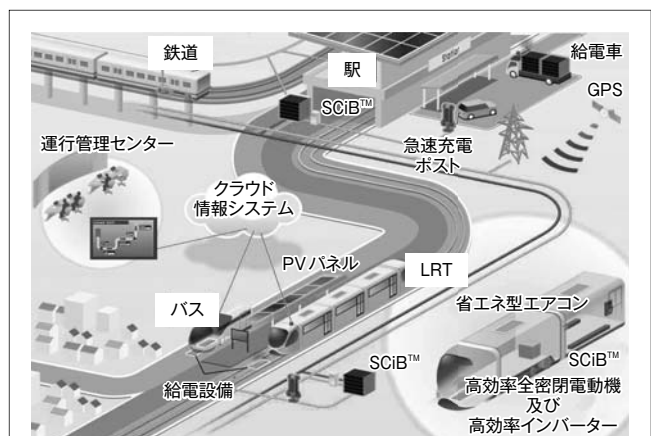 鉄道
駅
Station
給電車
GPS
SCiB™
運行管理センター
急速充電
ポスト
クラウド
情報システム
PVパネル
LRT
バス
省エネ型エアコン
SCiB™
給電設備
SCiB™
高効率全密閉電動機
及び
高効率インバーター